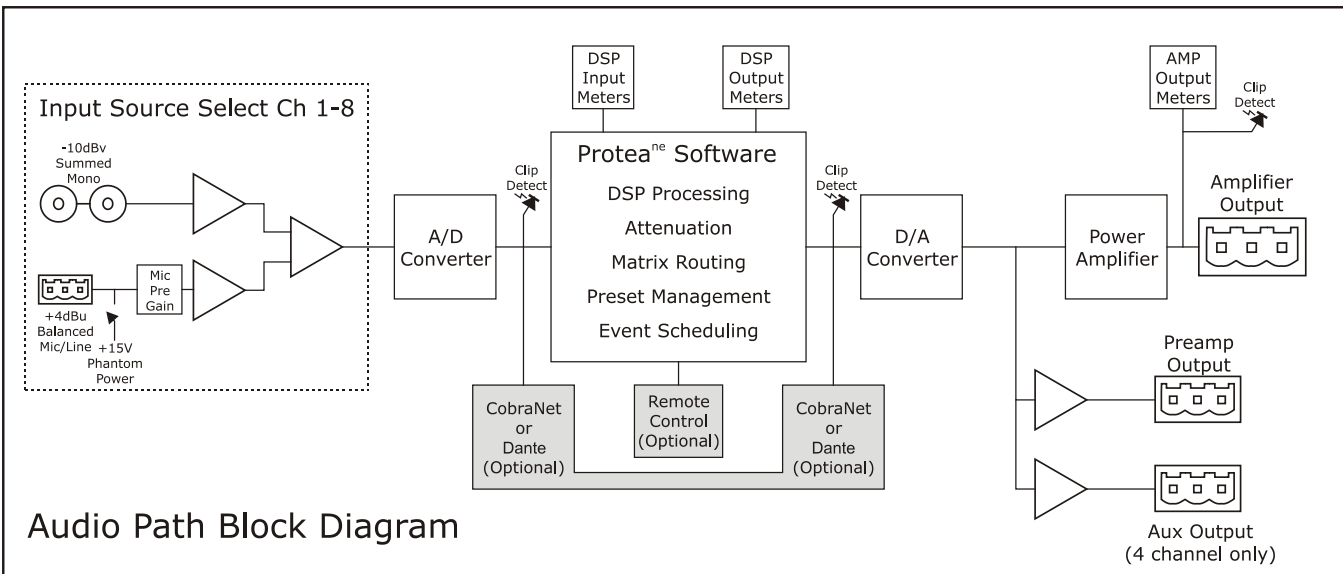 Input Source Select Ch 1-8
-10dBv
Summed
Mono
+4dBu
Balanced
Mic/Line
+15V
Phantom
Power
Mic
Pre
Gain
A/D
Converter
Clip
Detect
DSP
Input
Meters
DSP
Output
Meters
Protea ne Software
DSP Processing
Attenuation
Matrix Routing
Preset Management
Event Scheduling
CobraNet
or
Dante
(Optional)
Remote
Control
(Optional)
CobraNet
or
Dante
(Optional)
Clip
Detect
D/A
Converter
Power
Amplifier
AMP
Output
Meters
Clip
Detect
Amplifier
Output
Preamp
Output
Aux Output
(4 channel only)
Audio Path Block Diagram